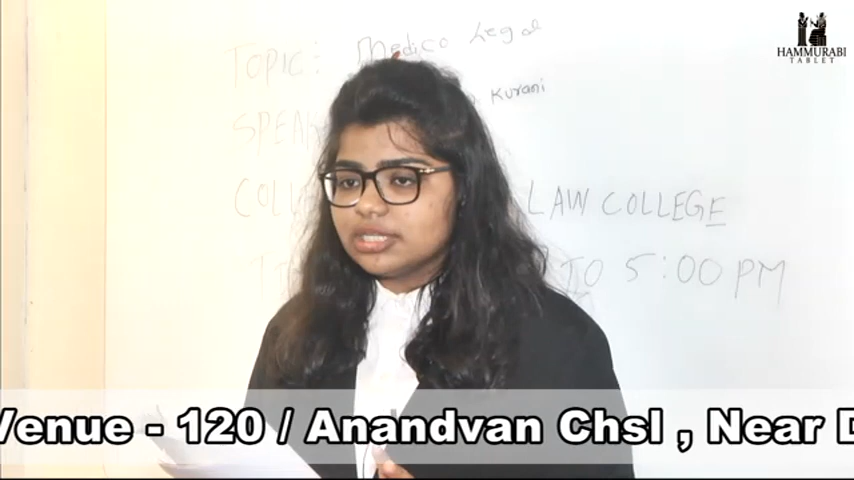 HAMMURABI
TABLET
TOPIC: Medico Legal
Kurani
LAW COLLEGE
TO 5:00 PM
Venue - 120 / Anandvan Chsl , Near